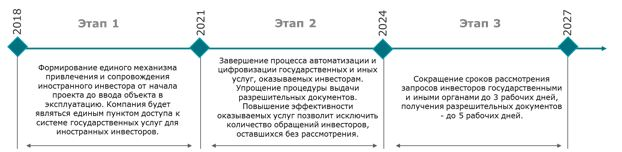 2018
Этап 1
2021
Этап 2
2024
Этап 3
2027
Формирование единого механизма
привлечения и сопровождения
иностранного инвестора от начала
проекта до ввода объекта в
эксплуатацию. Компания будет
являться единым пунктом доступа к
системе государственных услуг для
иностранных инвесторов.
Завершение процесса автоматизации и
цифровизации государственных и иных
услуг, оказываемых инвесторам.
Упрощение процедуры выдачи
разрешительных документов.
Повышение эффективности
оказываемых услуг позволит исключить
количество обращений инвесторов,
оставшихся без рассмотрения.
Сокращение сроков рассмотрения
запросов инвесторов государственными
и иными органами до 3 рабочих дней,
получения разрешительных документов
- до 5 рабочих дней.